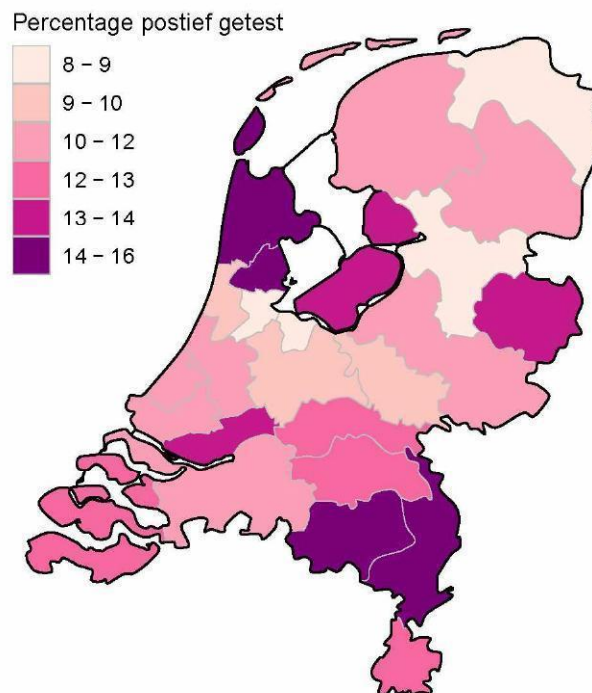 Percentage postief getest
8 – 9
9 – 10
10 – 12
12 – 13
13 – 14
14 – 16